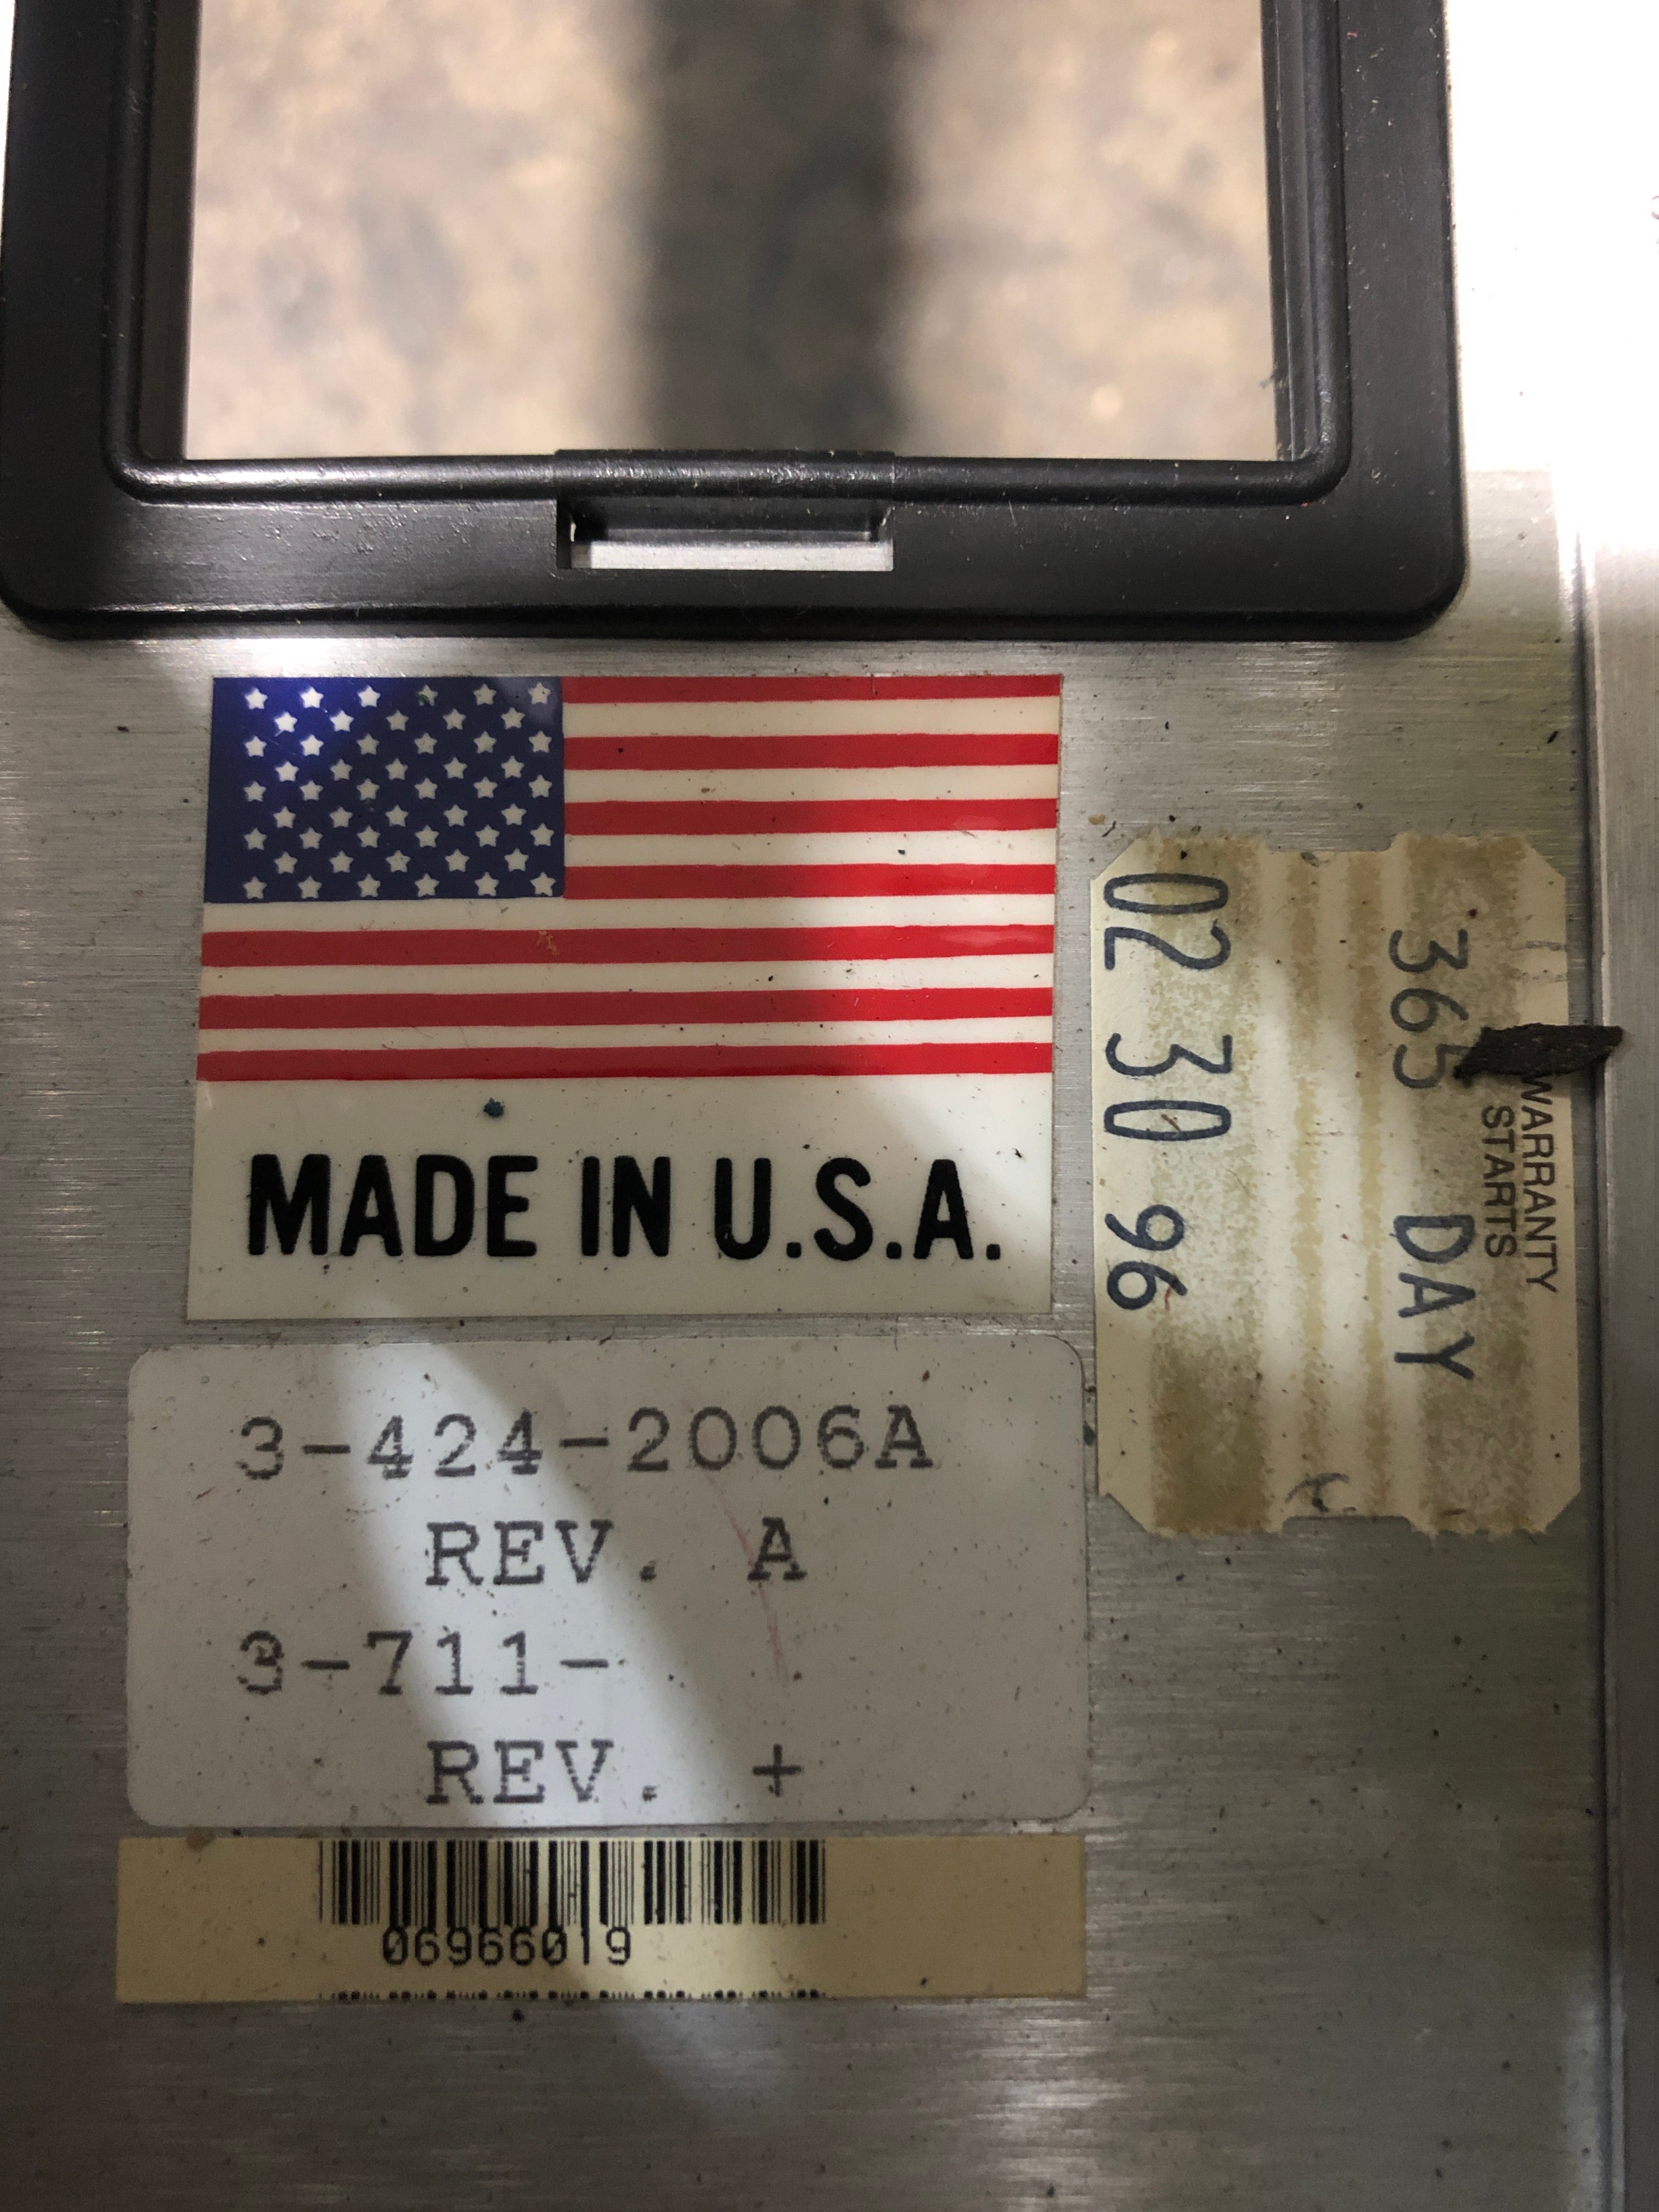 MADE IN U.S.A.
3-424-2006A
REV. A
3-711-
REV. +
06966019
WARRANTY
STARTS
365 DAY
02 30 96